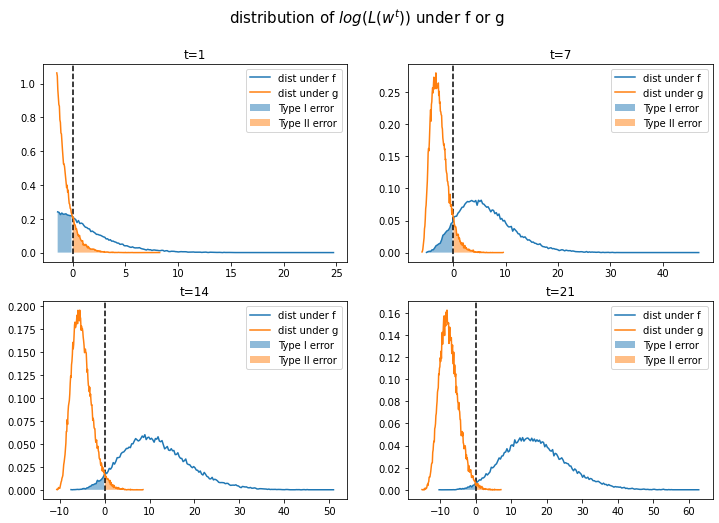 distribution of log(L(w^t)) under f or g
t=1
1.0
0.8
0.6
0.4
0.2
0.0
0 5 10 15 20 25
dist under f
dist under g
Type I error
Type II error
t=7
0.25
0.20
0.15
0.10
0.05
0.00
0 10 20 30 40
dist under f
dist under g
Type I error
Type II error
t=14
0.200
0.175
0.150
0.125
0.100
0.075
0.050
0.025
0.000
−10 0 10 20 30 40 50
dist under f
dist under g
Type I error
Type II error
t=21
0.16
0.14
0.12
0.10
0.08
0.06
0.04
0.02
0.00
−10 0 10 20 30 40 50 60
dist under f
dist under g
Type I error
Type II error